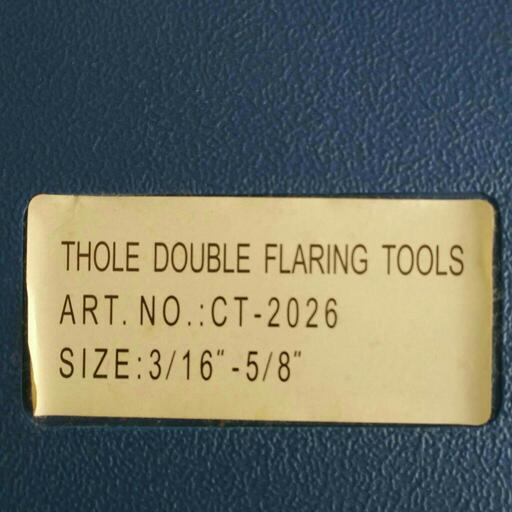 THOLE DOUBLE FLARING TOOLS
ART. NO.:CT-2026
SIZE:3/16"-5/8"